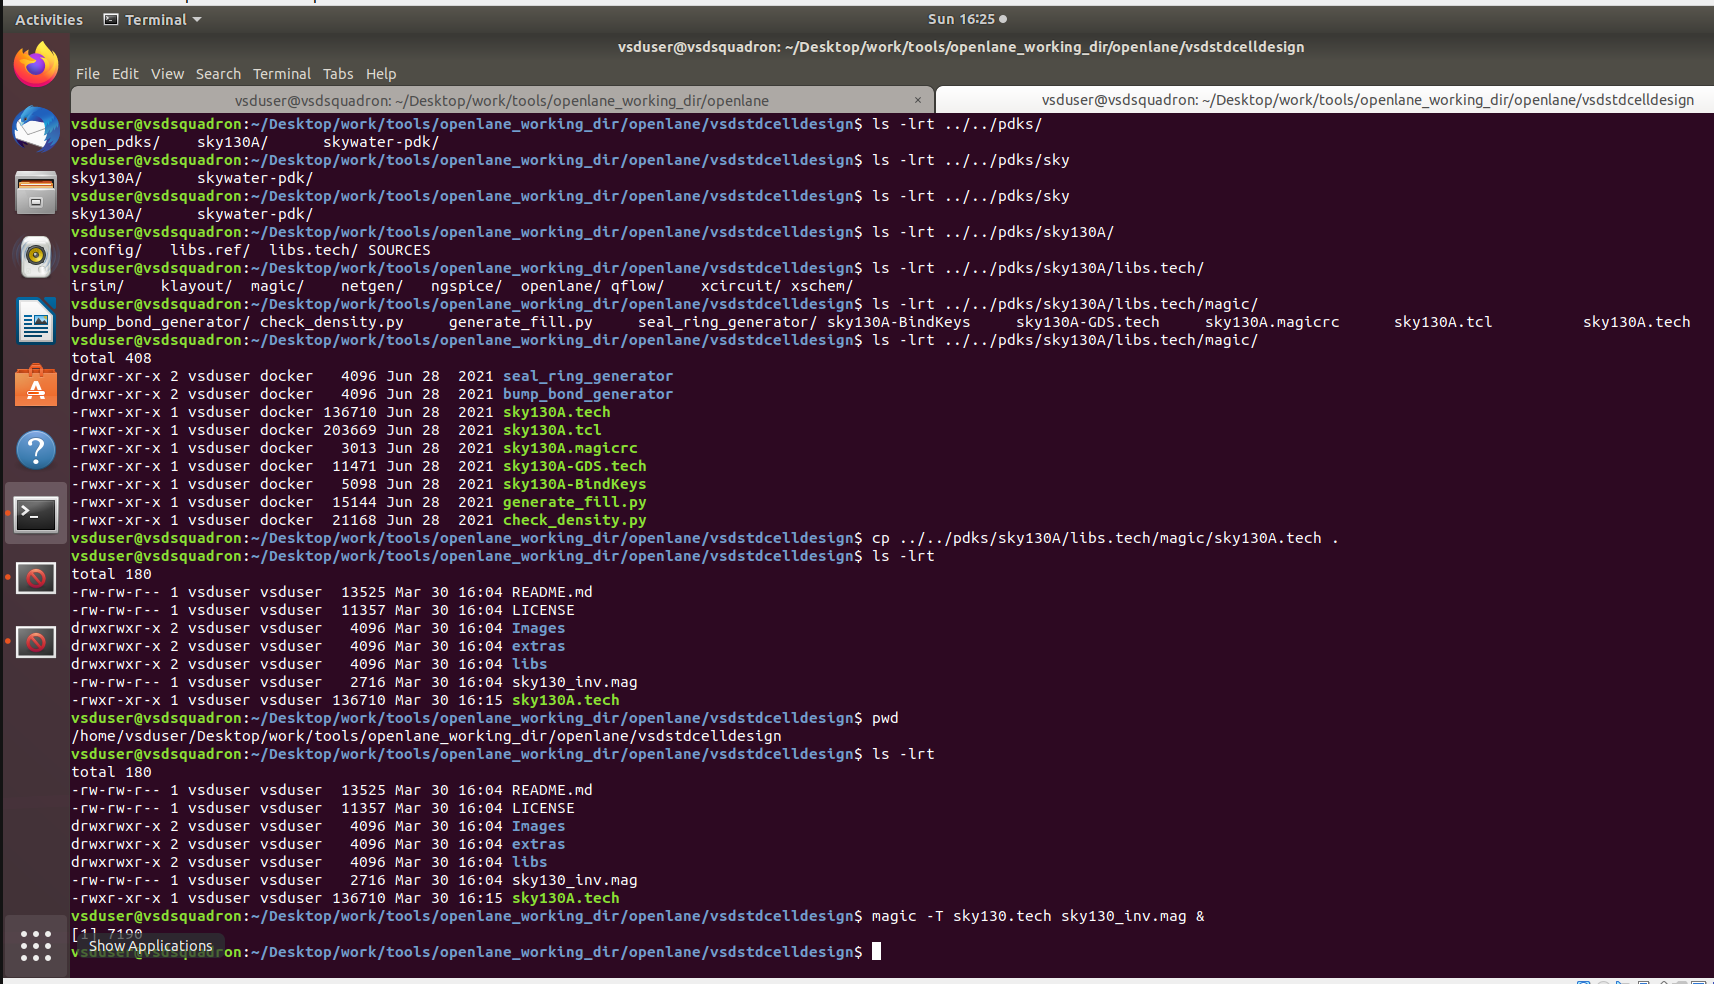 Activities Terminal Sun 16:25
vsduser@vsdsquadron: ~/Desktop/work/tools/openlane_working_dir/openlane/vsdstdcelldesign
File Edit View Search Terminal Tabs Help
vsduser@vsdsquadron: ~/Desktop/work/tools/openlane_working_dir/openlane × vsduser@vsdsquadron: ~/Desktop/work/tools/openlane_working_dir/openlane/vsdstdcelldesign
vsduser@vsdsquadron:~/Desktop/work/tools/openlane_working_dir/openlane/vsdstdcelldesign$ ls -lrt ../../pdks/
open_pdks/ sky130A/ skywater-pdk/
vsduser@vsdsquadron:~/Desktop/work/tools/openlane_working_dir/openlane/vsdstdcelldesign$ ls -lrt ../../pdks/sky
sky130A/ skywater-pdk/
vsduser@vsdsquadron:~/Desktop/work/tools/openlane_working_dir/openlane/vsdstdcelldesign$ ls -lrt ../../pdks/sky
sky130A/ skywater-pdk/
vsduser@vsdsquadron:~/Desktop/work/tools/openlane_working_dir/openlane/vsdstdcelldesign$ ls -lrt ../../pdks/sky130A/
.config/ libs.ref/ libs.tech/ SOURCES
vsduser@vsdsquadron:~/Desktop/work/tools/openlane_working_dir/openlane/vsdstdcelldesign$ ls -lrt ../../pdks/sky130A/libs.tech/
irsim/ klayout/ magic/ netgen/ ngspice/ openlane/ qflow/ xcircuit/ xschem/
vsduser@vsdsquadron:~/Desktop/work/tools/openlane_working_dir/openlane/vsdstdcelldesign$ ls -lrt ../../pdks/sky130A/libs.tech/magic/
bump_bond_generator/ check_density.py generate_fill.py seal_ring_generator/ sky130A-BindKeys sky130A-GDS.tech sky130A.magicrc sky130A.tcl sky130A.tech
vsduser@vsdsquadron:~/Desktop/work/tools/openlane_working_dir/openlane/vsdstdcelldesign$ ls -lrt ../../pdks/sky130A/libs.tech/magic/
total 408
drwxr-xr-x 2 vsduser docker 4096 Jun 28 2021 seal_ring_generator
drwxr-xr-x 2 vsduser docker 4096 Jun 28 2021 bump_bond_generator
-rwxr-xr-x 1 vsduser docker 136710 Jun 28 2021 sky130A.tech
-rwxr-xr-x 1 vsduser docker 203669 Jun 28 2021 sky130A.tcl
-rwxr-xr-x 1 vsduser docker 3013 Jun 28 2021 sky130A.magicrc
-rwxr-xr-x 1 vsduser docker 11471 Jun 28 2021 sky130A-GDS.tech
-rwxr-xr-x 1 vsduser docker 5098 Jun 28 2021 sky130A-BindKeys
-rwxr-xr-x 1 vsduser docker 15144 Jun 28 2021 generate_fill.py
-rwxr-xr-x 1 vsduser docker 21168 Jun 28 2021 check_density.py
vsduser@vsdsquadron:~/Desktop/work/tools/openlane_working_dir/openlane/vsdstdcelldesign$ cp ../../pdks/sky130A/libs.tech/magic/sky130A.tech .
vsduser@vsdsquadron:~/Desktop/work/tools/openlane_working_dir/openlane/vsdstdcelldesign$ ls -lrt
total 180
-rw-rw-r-- 1 vsduser vsduser 13525 Mar 30 16:04 README.md
-rw-rw-r-- 1 vsduser vsduser 11357 Mar 30 16:04 LICENSE
drwxrwxr-x 2 vsduser vsduser 4096 Mar 30 16:04 Images
drwxrwxr-x 2 vsduser vsduser 4096 Mar 30 16:04 extras
drwxrwxr-x 2 vsduser vsduser 4096 Mar 30 16:04 libs
-rw-rw-r-- 1 vsduser vsduser 2716 Mar 30 16:04 sky130_inv.mag
-rwxr-xr-x 1 vsduser vsduser 136710 Mar 30 16:15 sky130A.tech
vsduser@vsdsquadron:~/Desktop/work/tools/openlane_working_dir/openlane/vsdstdcelldesign$ pwd
/home/vsduser/Desktop/work/tools/openlane_working_dir/openlane/vsdstdcelldesign
vsduser@vsdsquadron:~/Desktop/work/tools/openlane_working_dir/openlane/vsdstdcelldesign$ ls -lrt
total 180
-rw-rw-r-- 1 vsduser vsduser 13525 Mar 30 16:04 README.md
-rw-rw-r-- 1 vsduser vsduser 11357 Mar 30 16:04 LICENSE
drwxrwxr-x 2 vsduser vsduser 4096 Mar 30 16:04 Images
drwxrwxr-x 2 vsduser vsduser 4096 Mar 30 16:04 extras
drwxrwxr-x 2 vsduser vsduser 4096 Mar 30 16:04 libs
-rw-rw-r-- 1 vsduser vsduser 2716 Mar 30 16:04 sky130_inv.mag
-rwxr-xr-x 1 vsduser vsduser 136710 Mar 30 16:15 sky130A.tech
vsduser@vsdsquadron:~/Desktop/work/tools/openlane_working_dir/openlane/vsdstdcelldesign$ magic -T sky130.tech sky130_inv.mag &
[1] 7190
Show Applications
vsduser@vsdsquadron:~/Desktop/work/tools/openlane_working_dir/openlane/vsdstdcelldesign$